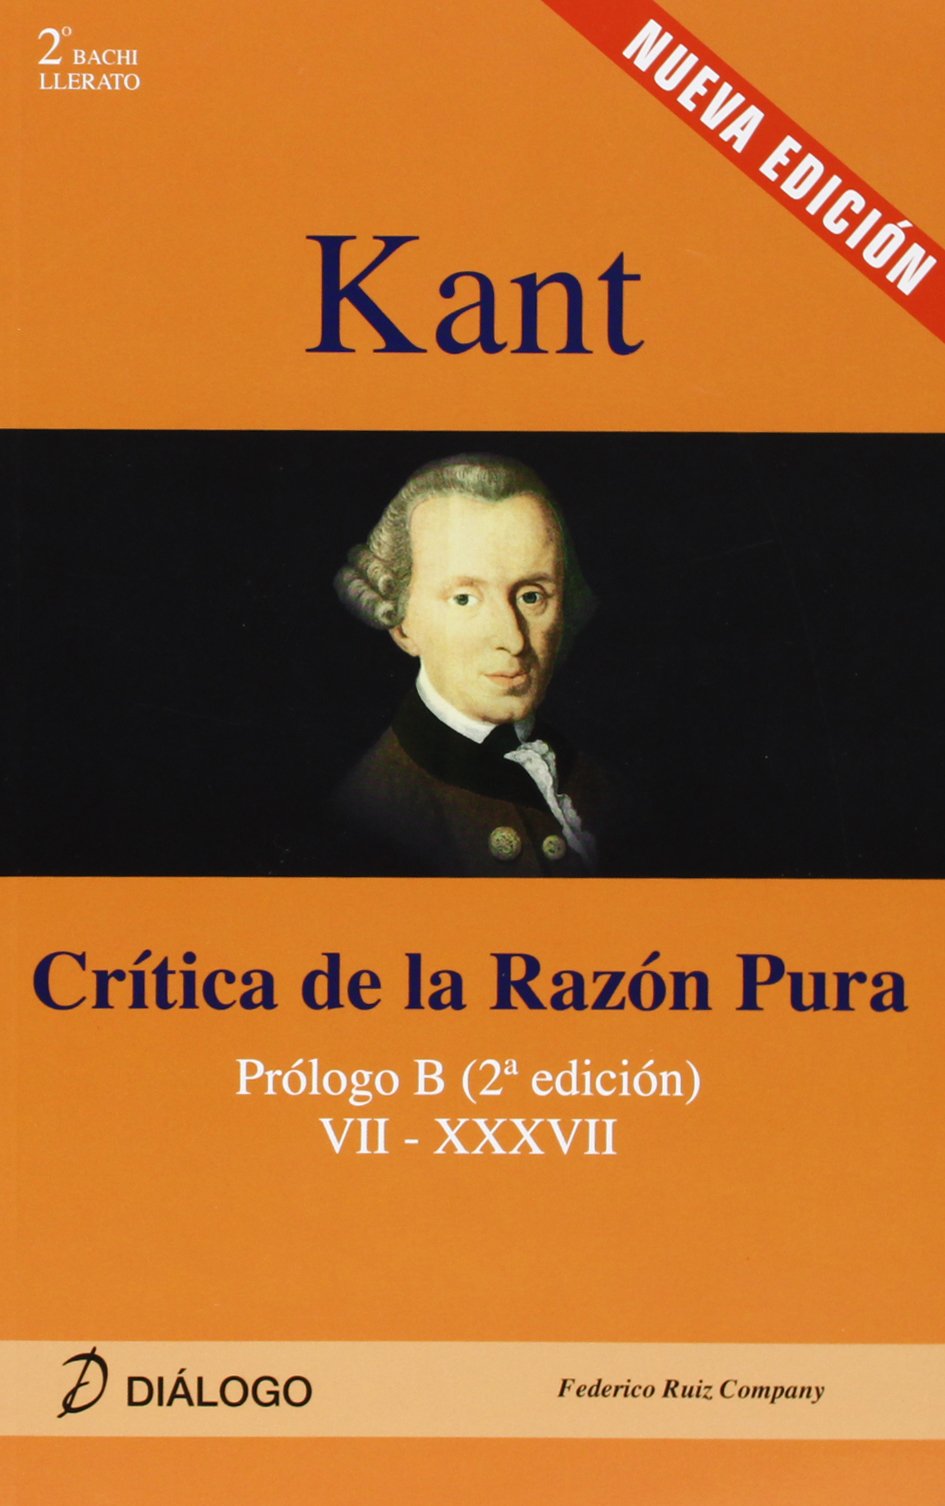 2º BACHI
LLERATO
NUEVA EDICIÓN
Kant
Crítica de la Razón Pura
Prólogo B (2ª edición)
VII - XXXVII
DIÁLOGO
Federico Ruiz Company